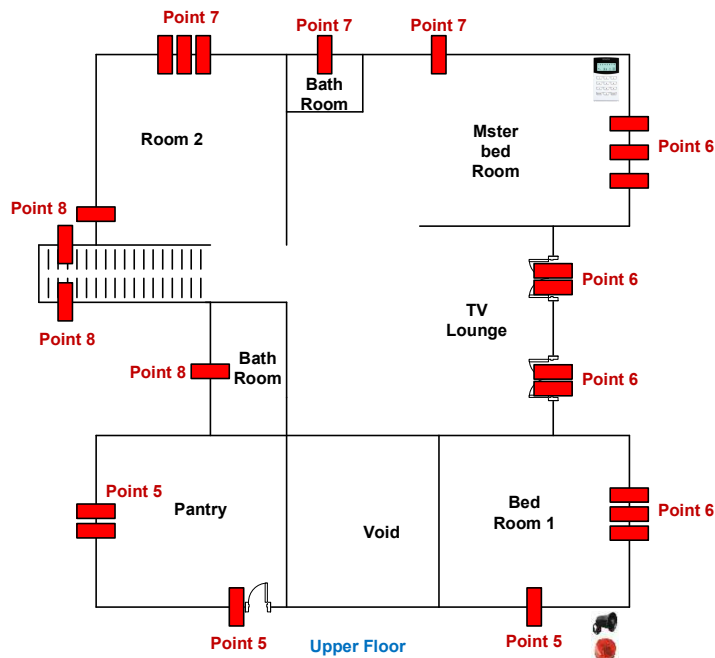 Point 7
Point 7
Point 7
Bath
Room
Room 2
Mster
bed
Room
Point 6
Point 8
Point 6
TV
Lounge
Point 8
Point 8
Bath
Room
Point 6
Point 5
Pantry
Bed
Room 1
Point 6
Void
Point 5
Point 5
Upper Floor